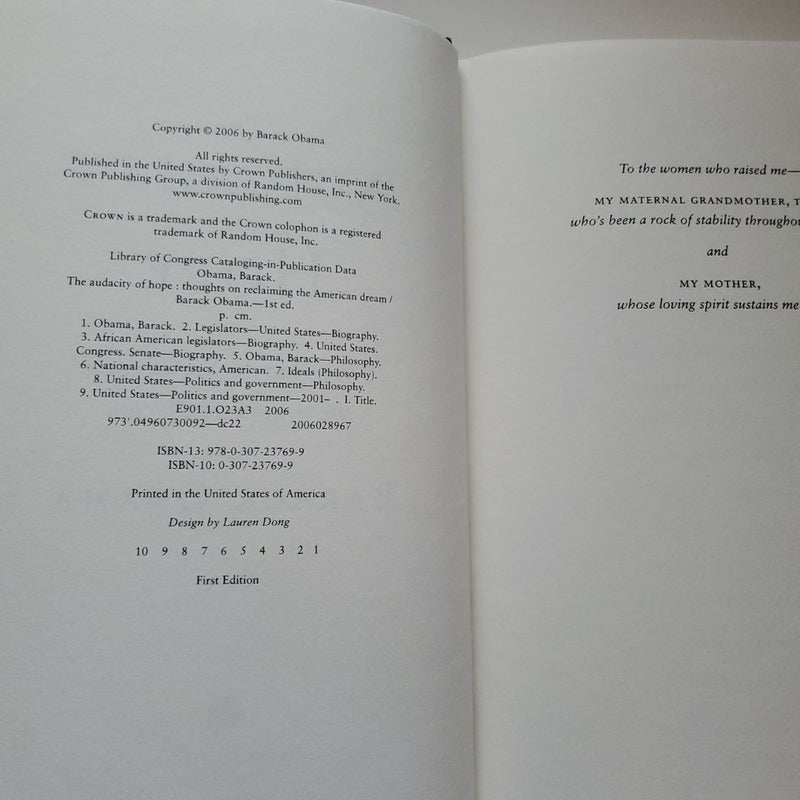 Copyright © 2006 by Barack Obama
All rights reserved.
Published in the United States by Crown Publishers, an imprint of the
Crown Publishing Group, a division of Random House, Inc., New York.
www.crownpublishing.com
CROWN is a trademark and the Crown colophon is a registered
trademark of Random House, Inc.
Library of Congress Cataloging-in-Publication Data
Obama, Barack.
The audacity of hope : thoughts on reclaiming the American dream /
Barack Obama.—1st ed.
p. cm.
1. Obama, Barack. 2. Legislators—United States—Biography.
3. African American legislators—Biography. 4. United States.
Congress. Senate—Biography. 5. Obama, Barack—Philosophy.
6. National characteristics, American. 7. Ideals (Philosophy).
8. United States—Politics and government—Philosophy.
9. United States—Politics and government—2001– . I. Title.
E901.1.O23A3 2006
973'.04960730092—dc22 2006028967
ISBN-13: 978-0-307-23769-9
ISBN-10: 0-307-23769-9
Printed in the United States of America
Design by Lauren Dong
10 9 8 7 6 5 4 3 2 1
First Edition
To the women who raised me—
MY MATERNAL GRANDMOTHER, T
who's been a rock of stability throughou
and
MY MOTHER,
whose loving spirit sustains me